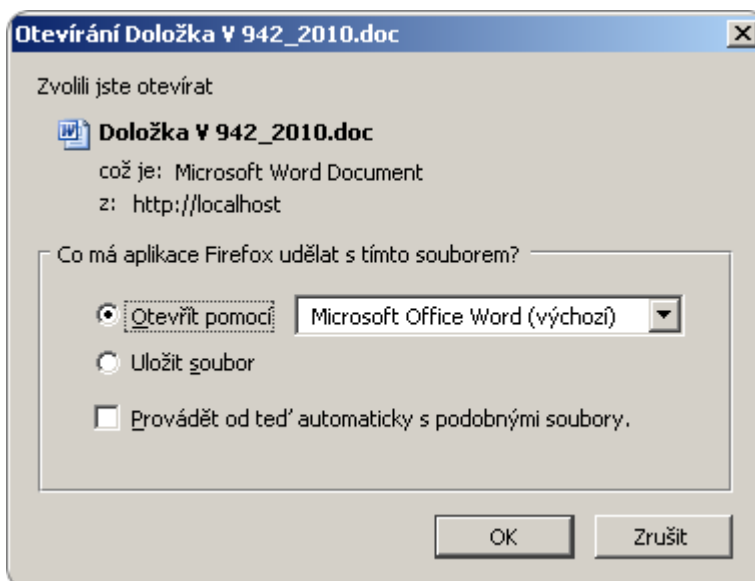 Otevírání Doložka V 942_2010.doc
Zvolili jste otevírat
Doložka V 942_2010.doc
což je: Microsoft Word Document
z: http://localhost
Co má aplikace Firefox udělat s tímto souborem?
Otevřít pomocí Microsoft Office Word (výchozí)
Uložit soubor
Provádět od teď automaticky s podobnými soubory.
OK Zrušit